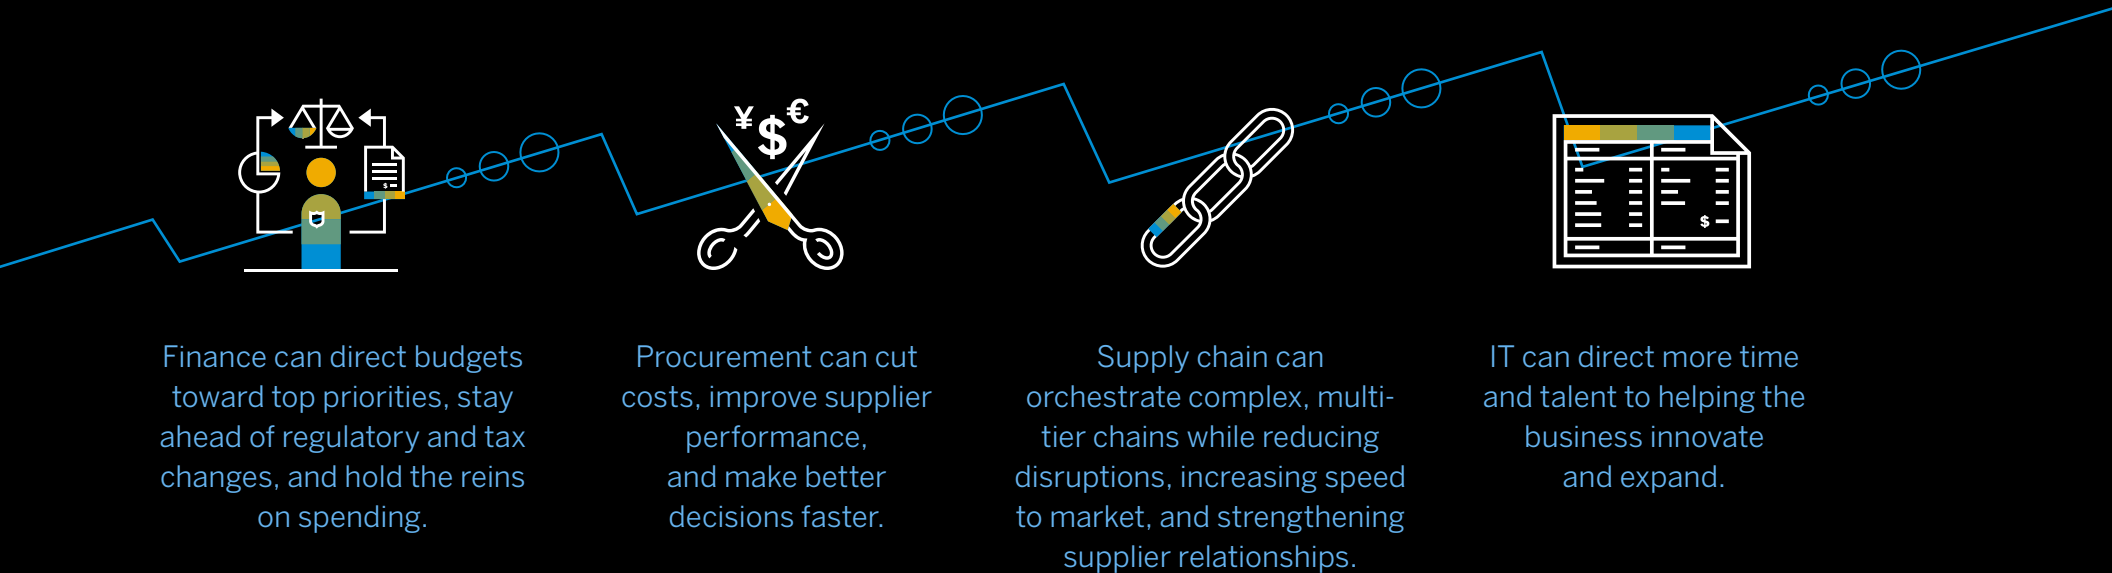 ¥ $ €
$
$
Finance can direct budgets
toward top priorities, stay
ahead of regulatory and tax
changes, and hold the reins
on spending.
Procurement can cut
costs, improve supplier
performance,
and make better
decisions faster.
Supply chain can
orchestrate complex, multi-
tier chains while reducing
disruptions, increasing speed
to market, and strengthening
supplier relationships.
IT can direct more time
and talent to helping the
business innovate
and expand.